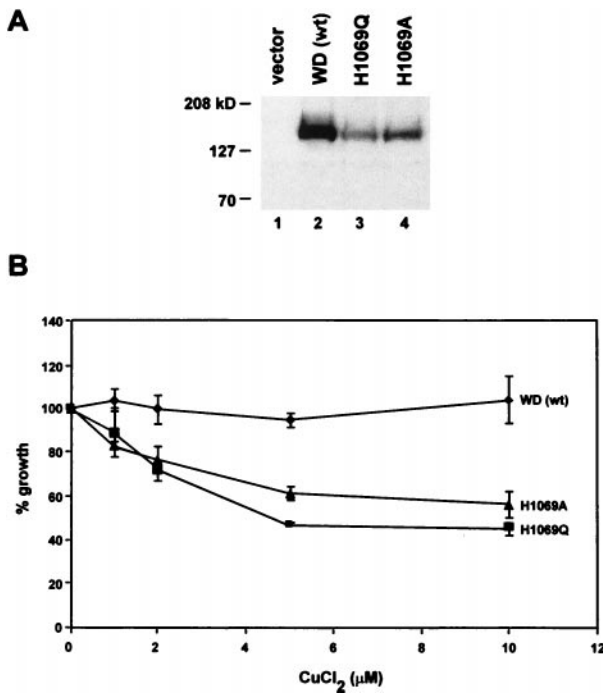 A
vector
WD (wt)
H1069Q
H1069A
208 kD
127
70
1 2 3 4
B
140
120
100
80
60
40
20
0
% growth
WD (wt)
H1069A
H1069Q
0 2 4 6 8 10 12
CuCl2 (μM)